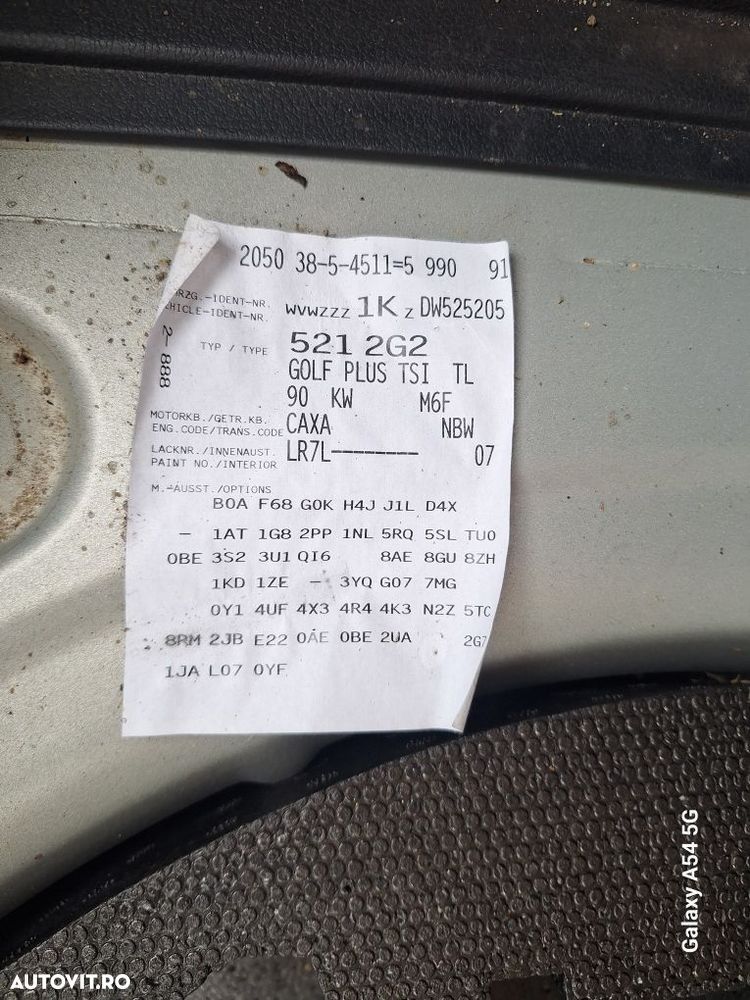 2050 38-5-4511=5 990 91
RZG.-IDENT-NR.
HICLE-IDENT-NR. WVWZZZ 1K Z DW525205
2- 888
TYP / TYPE 521 2G2
GOLF PLUS TSI TL
90 KW M6F
MOTORKB./GETR.KB.
ENG.CODE/TRANS.CODE CAXA NBW
LACKNR./INNENAUST.
PAINT NO./INTERIOR LR7L-------- 07
M.-AUSST./OPTIONS
B0A F68 G0K H4J J1L D4X
- 1AT 1G8 2PP 1NL 5RQ 5SL TU0
0BE 3S2 3U1 QI6 8AE 8GU 8ZH
1KD 1ZE - 3YQ G07 7MG
0Y1 4UF 4X3 4R4 4K3 N2Z 5TC
8RM 2JB E22 0AE 0BE 2UA 2G7
1JA L07 0YF
Galaxy A54 5G
AUTOVIT.RO